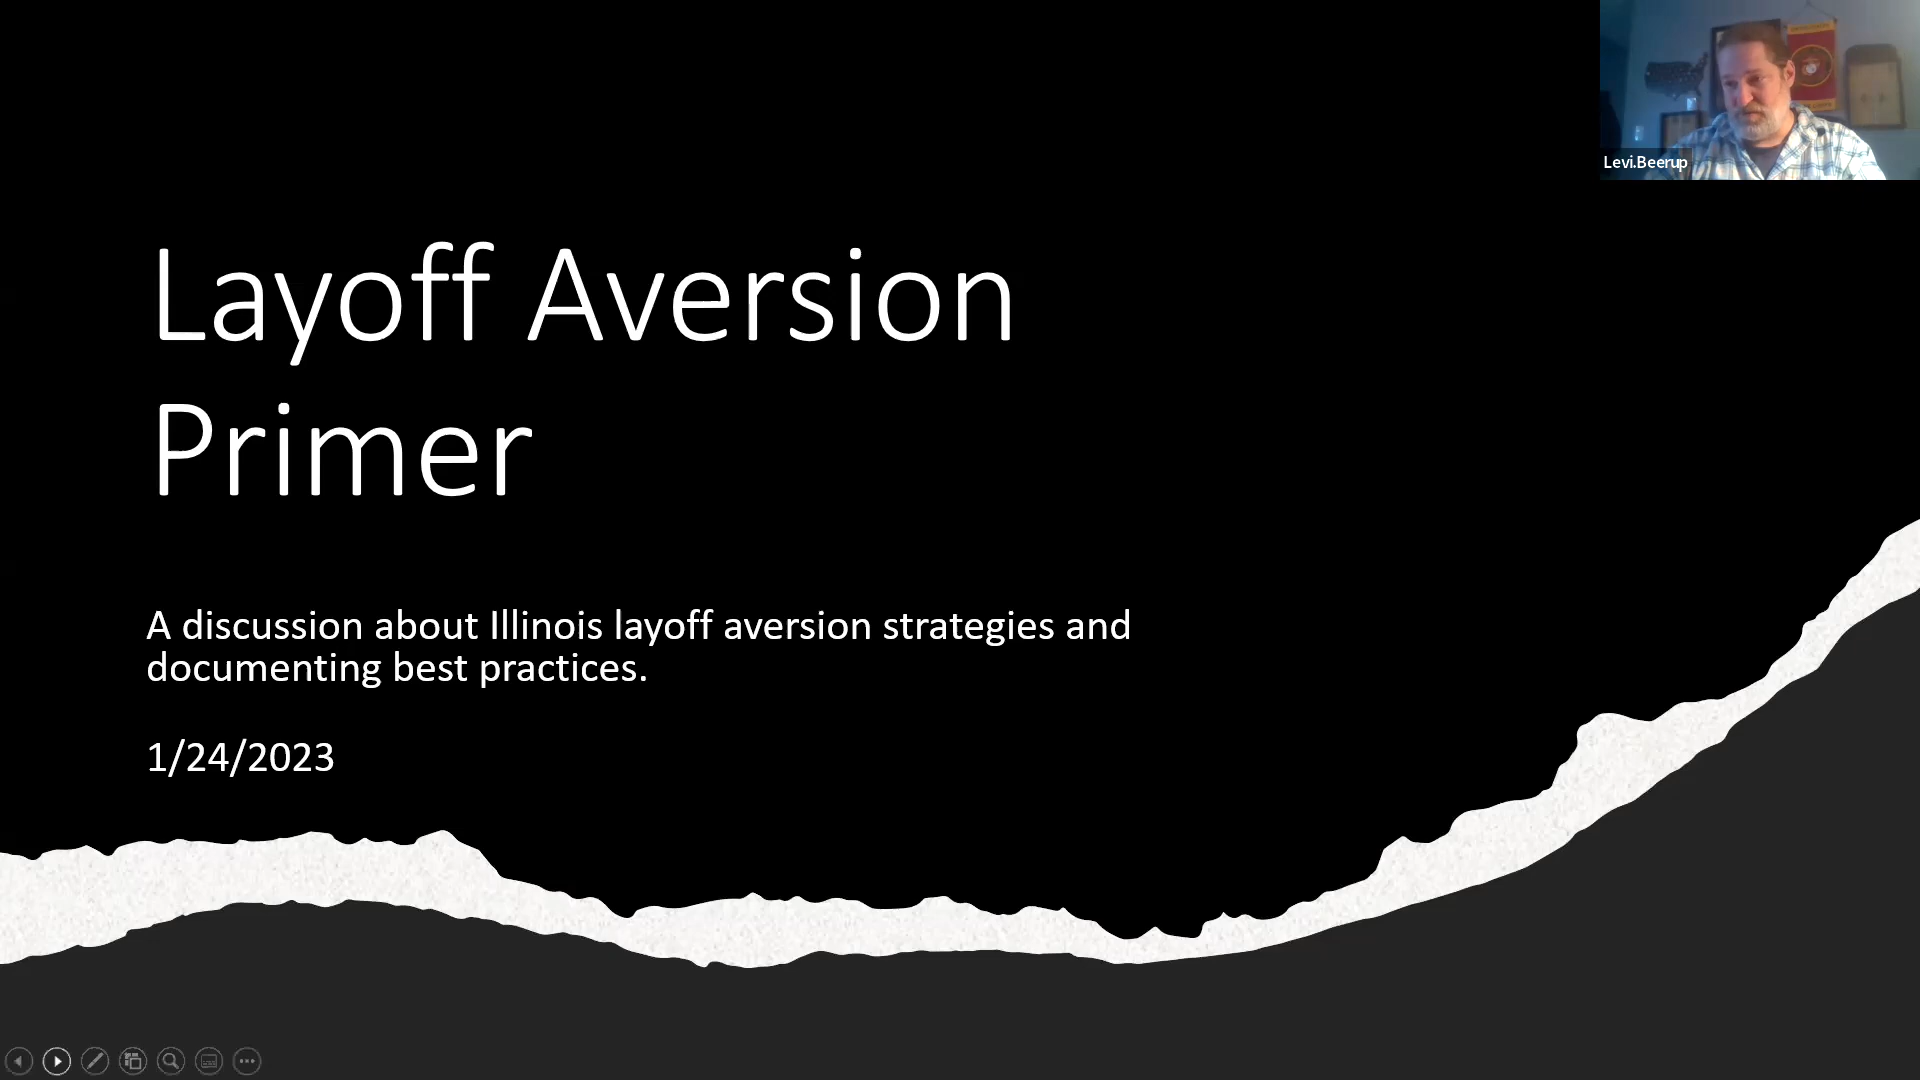 Levi.Beerup
Layoff Aversion
Primer
A discussion about Illinois layoff aversion strategies and
documenting best practices.
1/24/2023